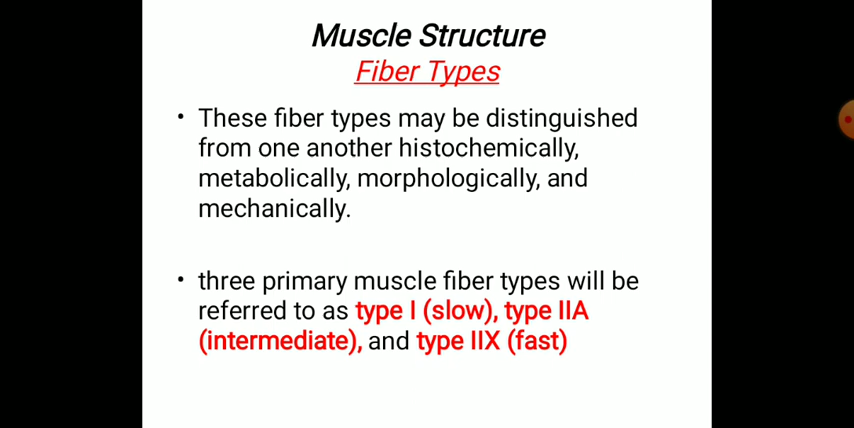 Muscle Structure
Fiber Types
• These fiber types may be distinguished
from one another histochemically,
metabolically, morphologically, and
mechanically.
• three primary muscle fiber types will be
referred to as type I (slow), type IIA
(intermediate), and type IIX (fast)